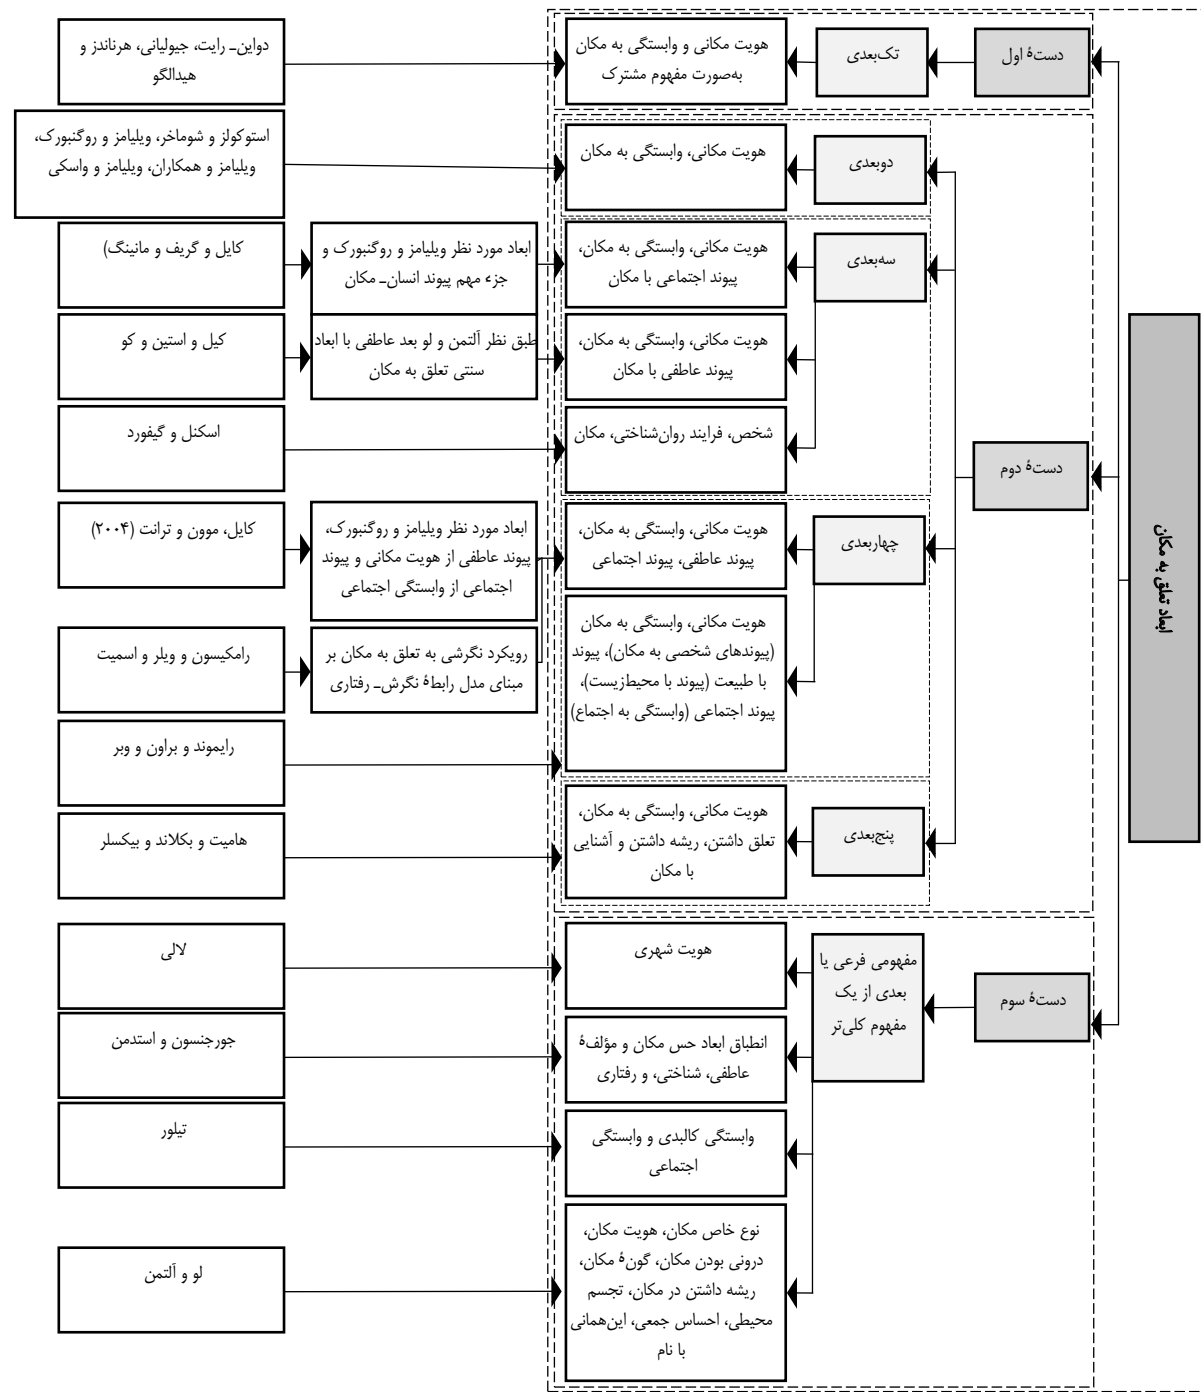 ابعاد تعلق به مکان
دستهٔ اول
تک‌بعدی
هویت مکانی و وابستگی به مکان
به‌صورت مفهوم مشترک
دواین‌ـ رایت، جیولیانی، هرناندز و
هیدالگو
دستهٔ دوم
دوبعدی
هویت مکانی، وابستگی به مکان
استوکولز و شوماخر، ویلیامز و روگنبورک،
ویلیامز و همکاران، ویلیامز و واسکی
سه‌بعدی
هویت مکانی، وابستگی به مکان،
پیوند اجتماعی با مکان
ابعاد مورد نظر ویلیامز و روگنبورک و
جزء مهم پیوند انسان‌ـ مکان
کایل و گریف و مانینگ)
هویت مکانی، وابستگی به مکان،
پیوند عاطفی با مکان
طبق نظر آلتمن و لو بعد عاطفی با ابعاد
سنتی تعلق به مکان
کیل و استین و کو
شخص، فرایند روان‌شناختی، مکان
اسکنل و گیفورد
چهاربعدی
هویت مکانی، وابستگی به مکان،
پیوند عاطفی، پیوند اجتماعی
ابعاد مورد نظر ویلیامز و روگنبورک،
پیوند عاطفی از هویت مکانی و پیوند
اجتماعی از وابستگی اجتماعی
کایل، موون و ترانت (۲۰۰۴)
رویکرد نگرشی به تعلق به مکان بر
مبنای مدل رابطهٔ نگرش‌ـ رفتاری
رامکیسون و ویلر و اسمیت
هویت مکانی، وابستگی به مکان
(پیوندهای شخصی به مکان)، پیوند
با طبیعت (پیوند با محیط‌زیست)،
پیوند اجتماعی (وابستگی به اجتماع)
رایموند و براون و وبر
پنج‌بعدی
هویت مکانی، وابستگی به مکان،
تعلق داشتن، ریشه داشتن و آشنایی
با مکان
هامیت و بکلاند و بیکسلر
دستهٔ سوم
مفهومی فرعی یا
بعدی از یک
مفهوم کلی‌تر
هویت شهری
لالی
انطباق ابعاد حس مکان و مؤلفهٔ
عاطفی، شناختی، و رفتاری
جورجنسون و استدمن
وابستگی کالبدی و وابستگی
اجتماعی
تیلور
نوع خاص مکان، هویت مکان،
درونی بودن مکان، گونهٔ مکان،
ریشه داشتن در مکان، تجسم
محیطی، احساس جمعی، این‌همانی
با نام
لو و آلتمن